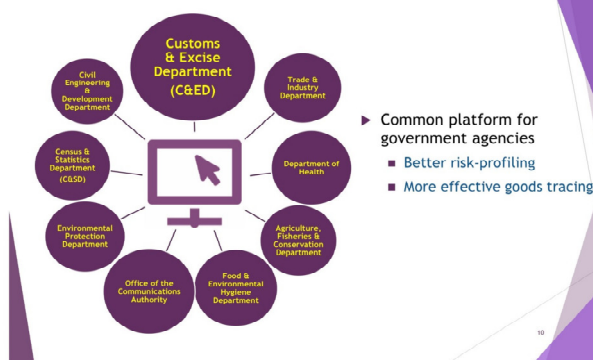 Customs
& Excise
Department
(C&ED)
Trade &
Industry
Department
Department of
Health
Agriculture,
Fisheries &
Conservation
Department
Food &
Environmental
Hygiene
Department
Office of the
Communications
Authority
Environmental
Protection
Department
Census &
Statistics
Department
(C&SD)
Civil
Engineering
&
Development
Department
Common platform for
government agencies
Better risk-profiling
More effective goods tracing
10